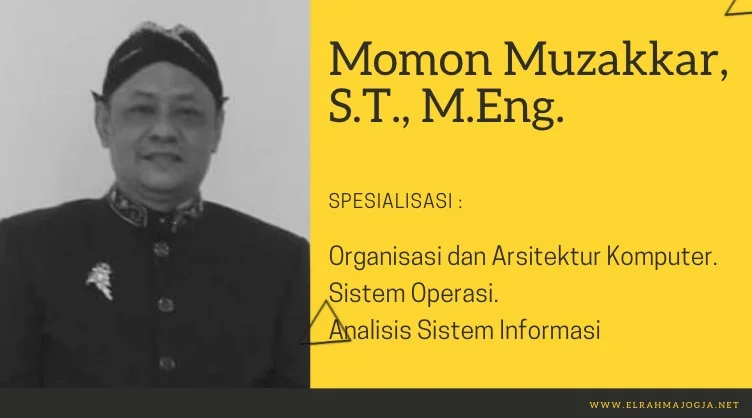 Momon Muzakkar,
S.T., M.Eng.
SPESIALISASI :
Organisasi dan Arsitektur Komputer.
Sistem Operasi.
Analisis Sistem Informasi
WWW.ELRAHMAJOGJA.NET